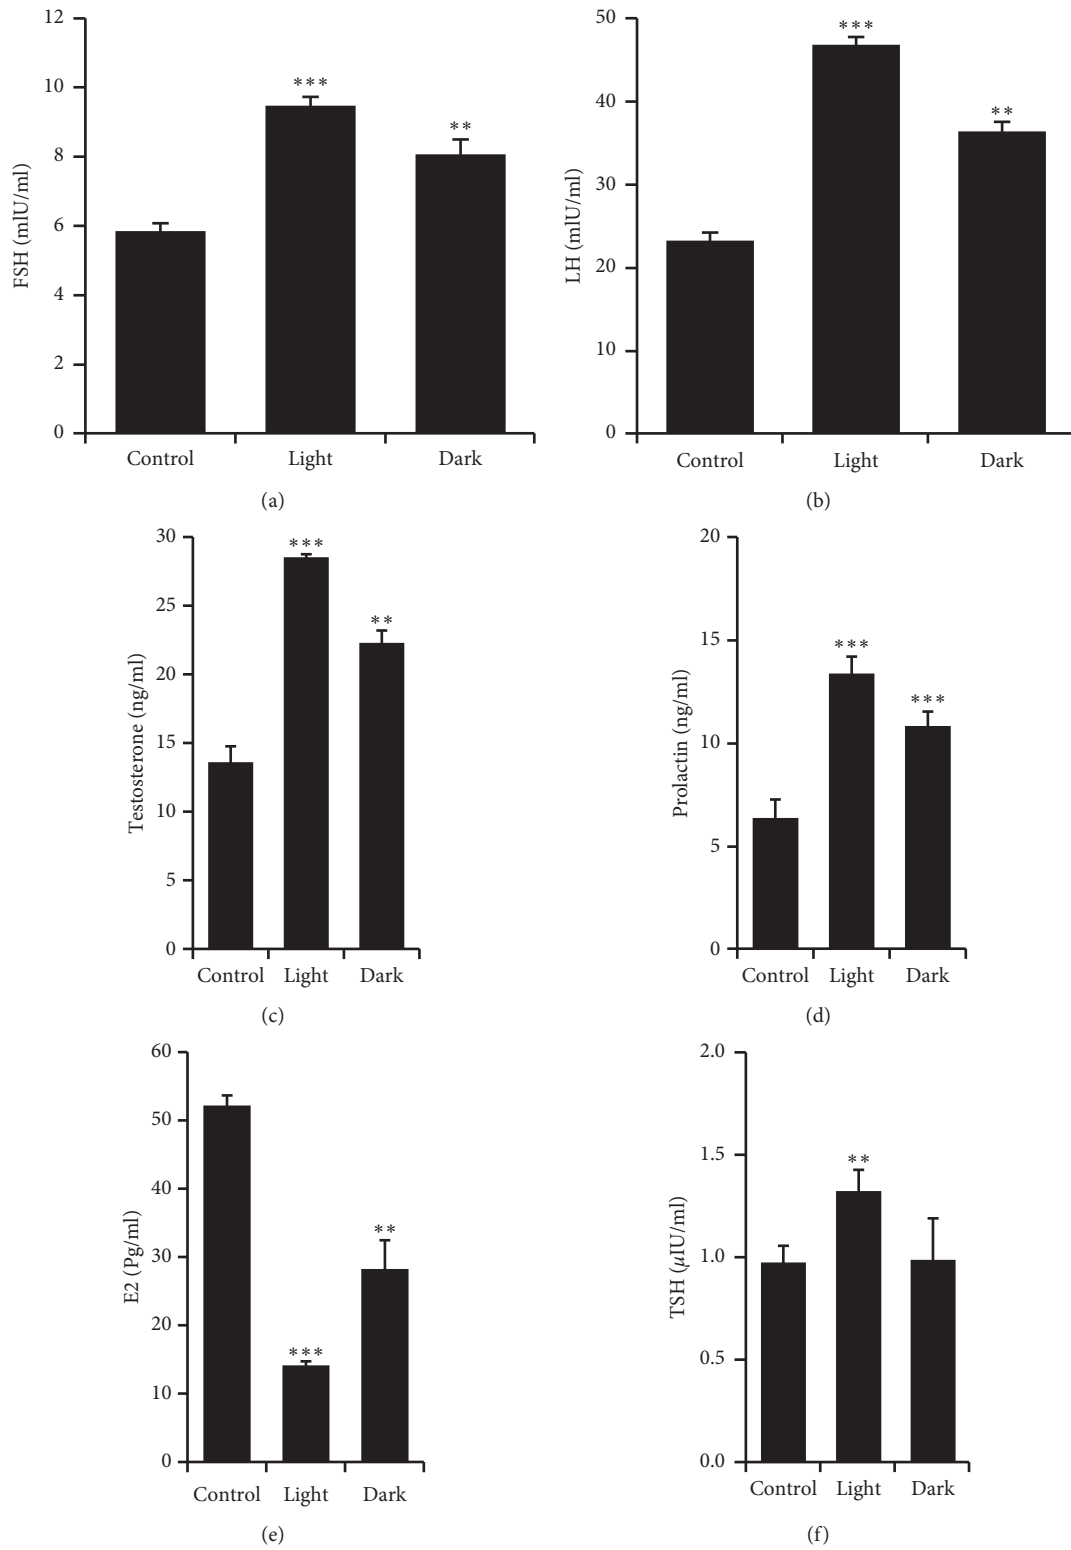 12
10
8
6
4
2
0
FSH (mlU/ml)
***
**
Control Light Dark
(a)
50
40
30
20
10
0
LH (mlU/ml)
***
**
Control Light Dark
(b)
30
25
20
15
10
5
0
Testosterone (ng/ml)
***
**
Control Light Dark
(c)
20
15
10
5
0
Prolactin (ng/ml)
***
***
Control Light Dark
(d)
60
50
40
30
20
10
0
E2 (Pg/ml)
***
**
Control Light Dark
(e)
2.0
1.5
1.0
0.5
0.0
TSH (μIU/ml)
**
Control Light Dark
(f)